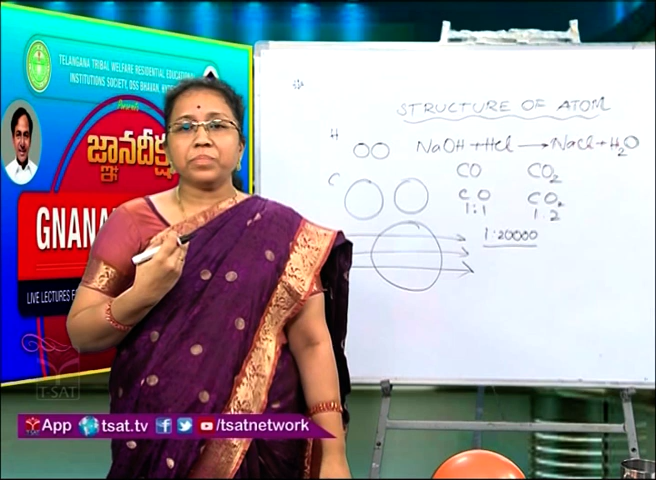 TELANGANA TRIBAL WELFARE RESIDENTIAL EDUCATIONAL
INSTITUTIONS SOCIETY, DSS BHAVAN,
Presents
జ్ఞానదీక్ష
GNANA
LIVE LECTURES
STRUCTURE OF ATOM
H
NaOH + HCl → NaCl + H2O
C
CO CO2
C O CO2
1:1 1:2
1:20000
T-SAT
App tsat.tv /tsatnetwork